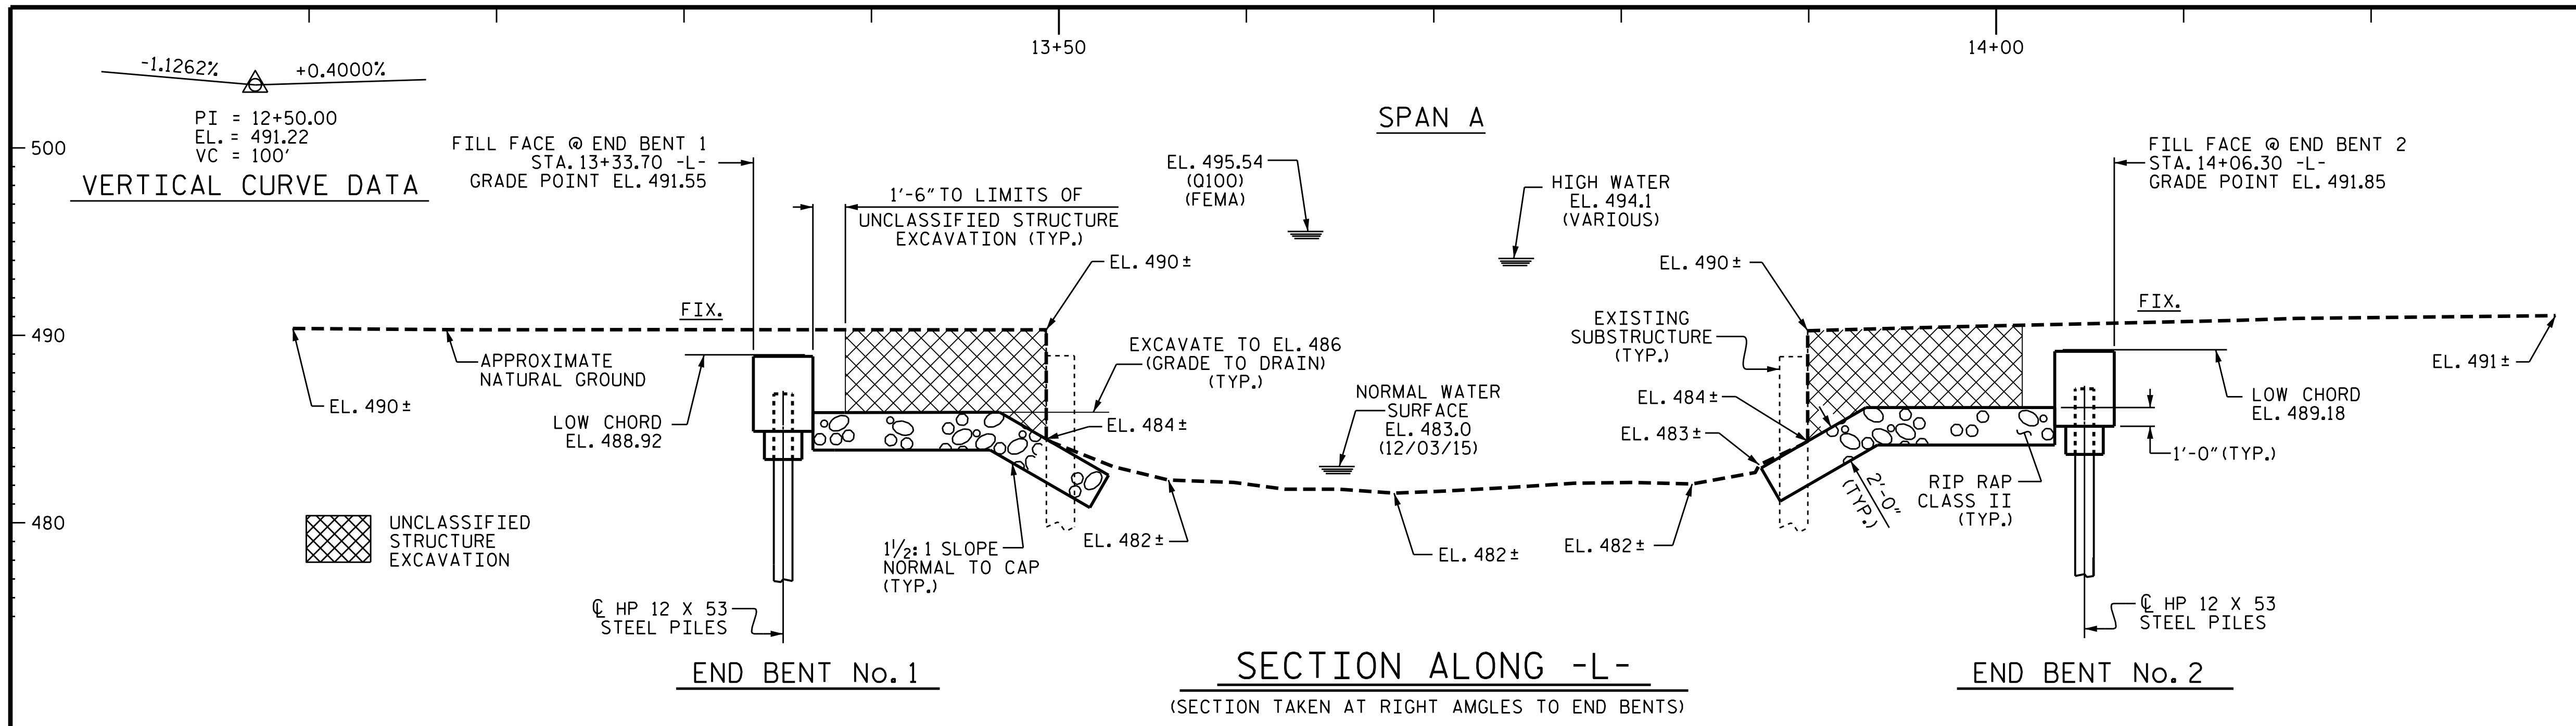 13+50
14+00
-1.1262%
+0.4000%
PI = 12+50.00
EL. = 491.22
VC = 100'
VERTICAL CURVE DATA
500
490
480
FILL FACE @ END BENT 1
STA. 13+33.70 -L-
GRADE POINT EL. 491.55
1'-6" TO LIMITS OF
UNCLASSIFIED STRUCTURE
EXCAVATION (TYP.)
SPAN A
EL. 495.54
(Q100)
(FEMA)
HIGH WATER
EL. 494.1
(VARIOUS)
FILL FACE @ END BENT 2
STA. 14+06.30 -L-
GRADE POINT EL. 491.85
EL. 490±
EL. 490±
FIX.
FIX.
APPROXIMATE
NATURAL GROUND
EL. 490±
LOW CHORD
EL. 488.92
EXCAVATE TO EL. 486
(GRADE TO DRAIN)
(TYP.)
EL. 484±
NORMAL WATER
SURFACE
EL. 483.0
(12/03/15)
EXISTING
SUBSTRUCTURE
(TYP.)
EL. 484±
EL. 483±
EL. 491±
LOW CHORD
EL. 489.18
1'-0" (TYP.)
RIP RAP
CLASS II
(TYP.)
2'-0"
(TYP.)
UNCLASSIFIED
STRUCTURE
EXCAVATION
1½:1 SLOPE
NORMAL TO CAP
(TYP.)
EL. 482±
EL. 482±
EL. 482±
℄ HP 12 X 53
STEEL PILES
℄ HP 12 X 53
STEEL PILES
END BENT No. 1
SECTION ALONG -L-
(SECTION TAKEN AT RIGHT AMGLES TO END BENTS)
END BENT No. 2